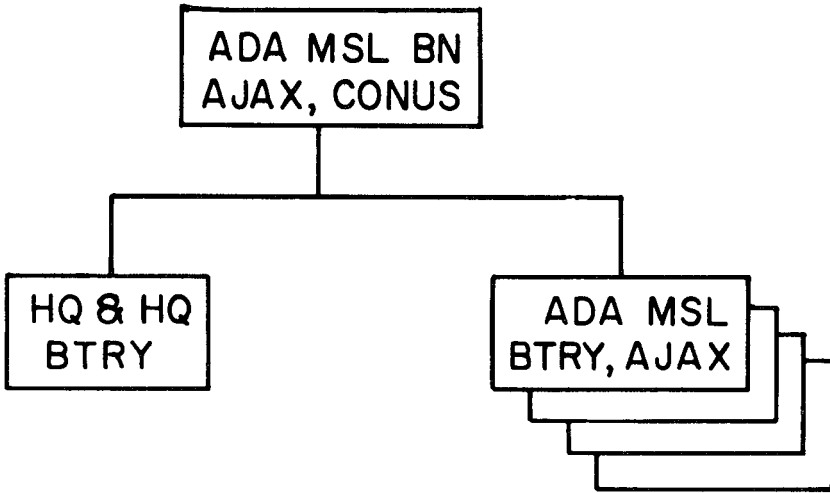 ADA MSL BN
AJAX, CONUS
HQ & HQ
BTRY
ADA MSL
BTRY, AJAX